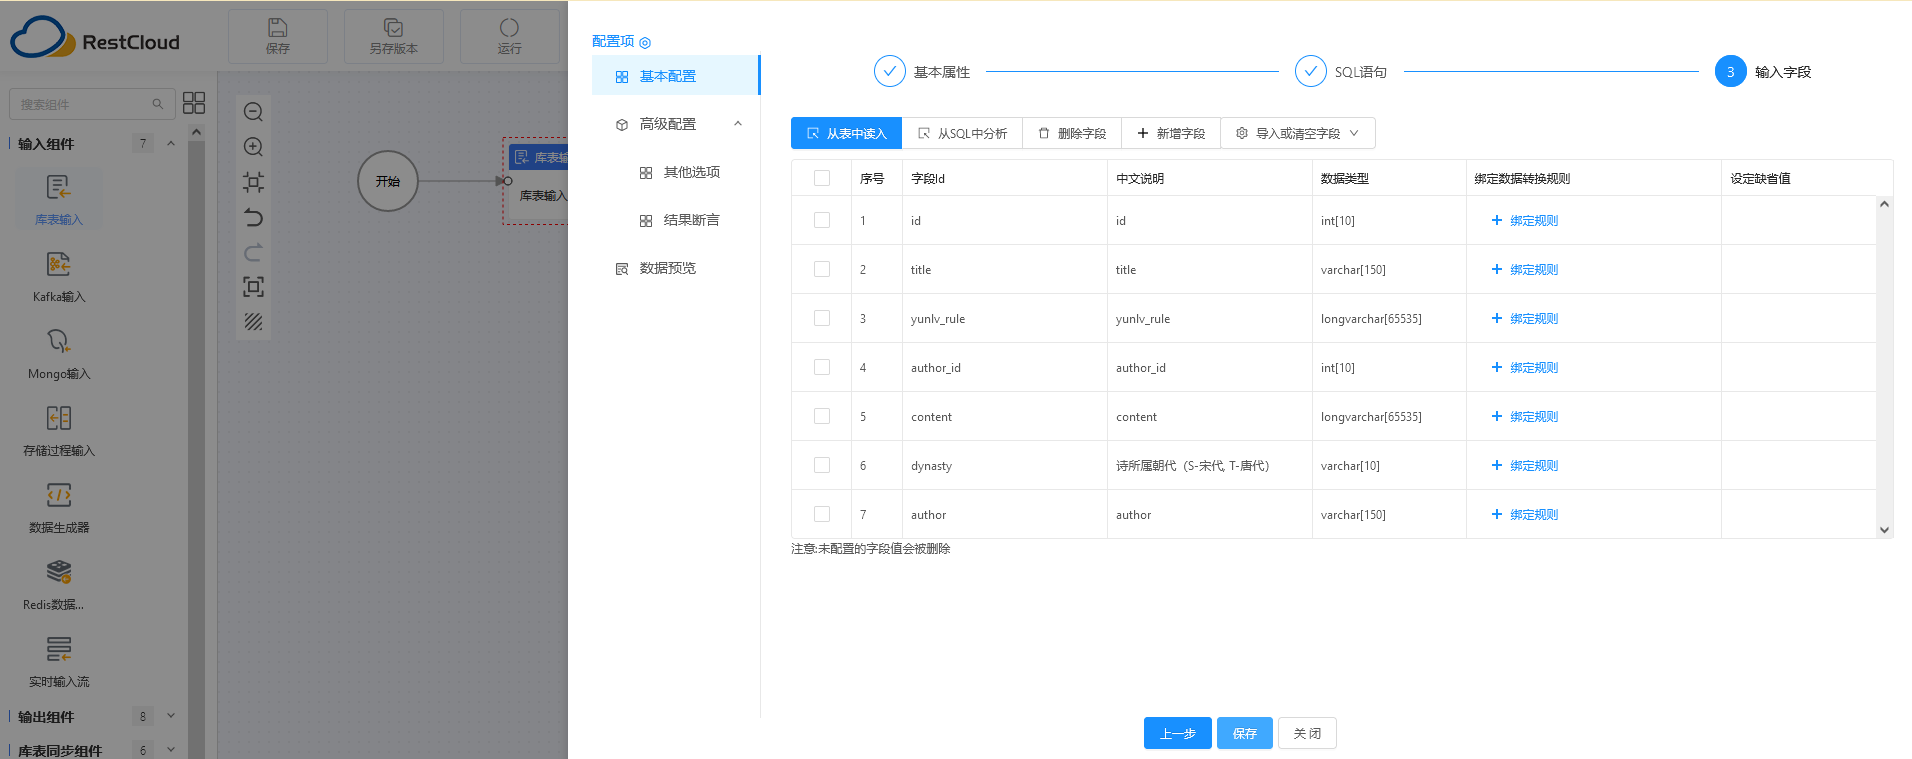 RestCloud
保存
另存版本
运行
搜索组件
输入组件 7
库表输入
Kafka输入
Mongo输入
存储过程输入
数据生成器
Redis数据...
实时输入流
输出组件 8
库表同步组件 6
开始
库表输
库表输入
配置项
基本配置
高级配置
其他选项
结果断言
数据预览
基本属性
SQL语句
3 输入字段
从表中读入 从SQL中分析 删除字段 新增字段 导入或清空字段
序号 字段Id 中文说明 数据类型 绑定数据转换规则 设定缺省值
1 id id int[10] 绑定规则
2 title title varchar[150] 绑定规则
3 yunlv_rule yunlv_rule longvarchar[65535] 绑定规则
4 author_id author_id int[10] 绑定规则
5 content content longvarchar[65535] 绑定规则
6 dynasty 诗所属朝代（S-宋代, T-唐代） varchar[10] 绑定规则
7 author author varchar[150] 绑定规则
注意:未配置的字段值会被删除
上一步 保存 关 闭